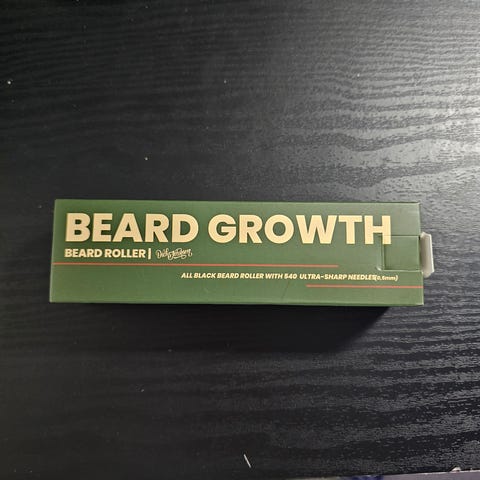 BEARD GROWTH
BEARD ROLLER |
ALL BLACK BEARD ROLLER WITH 540 ULTRA-SHARP NEEDLES(0,5mm)